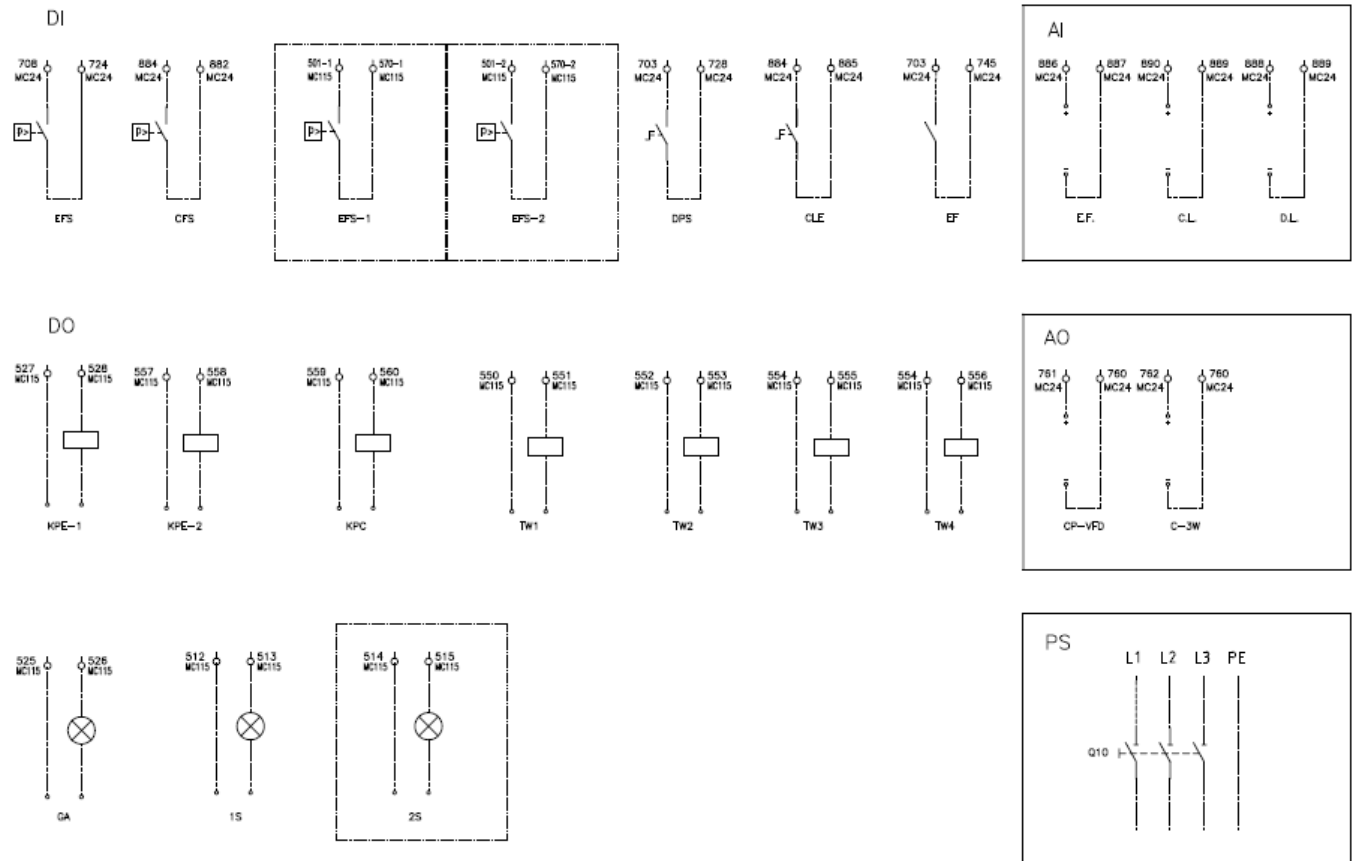 DI
708 724 884 882 501-1 570-1 501-2 570-2 703 728 884 885 703 745
MC24 MC24 MC24 MC24 MC115 MC115 MC115 MC115 MC24 MC24 MC24 MC24 MC24 MC24
P> P> P> P> F F
EFS CFS EFS-1 EFS-2 DPS CLE EF
AI
886 887 890 889 888 889
MC24 MC24 MC24 MC24 MC24 MC24
+ + +
- - -
E.F. C.L. D.L.
DO
527 528 557 558 559 560 550 551 552 553 554 555 554 556
MC115 MC115 MC115 MC115 MC115 MC115 MC115 MC115 MC115 MC115 MC115 MC115 MC115 MC115
KPE-1 KPE-2 KPC TW1 TW2 TW3 TW4
AO
761 760 762 760
MC24 MC24 MC24 MC24
+ +
- -
CP-VFD C-3W
525 526 512 513 514 515
MC115 MC115 MC115 MC115 MC115 MC115
GA 1S 2S
PS
L1 L2 L3 PE
Q10